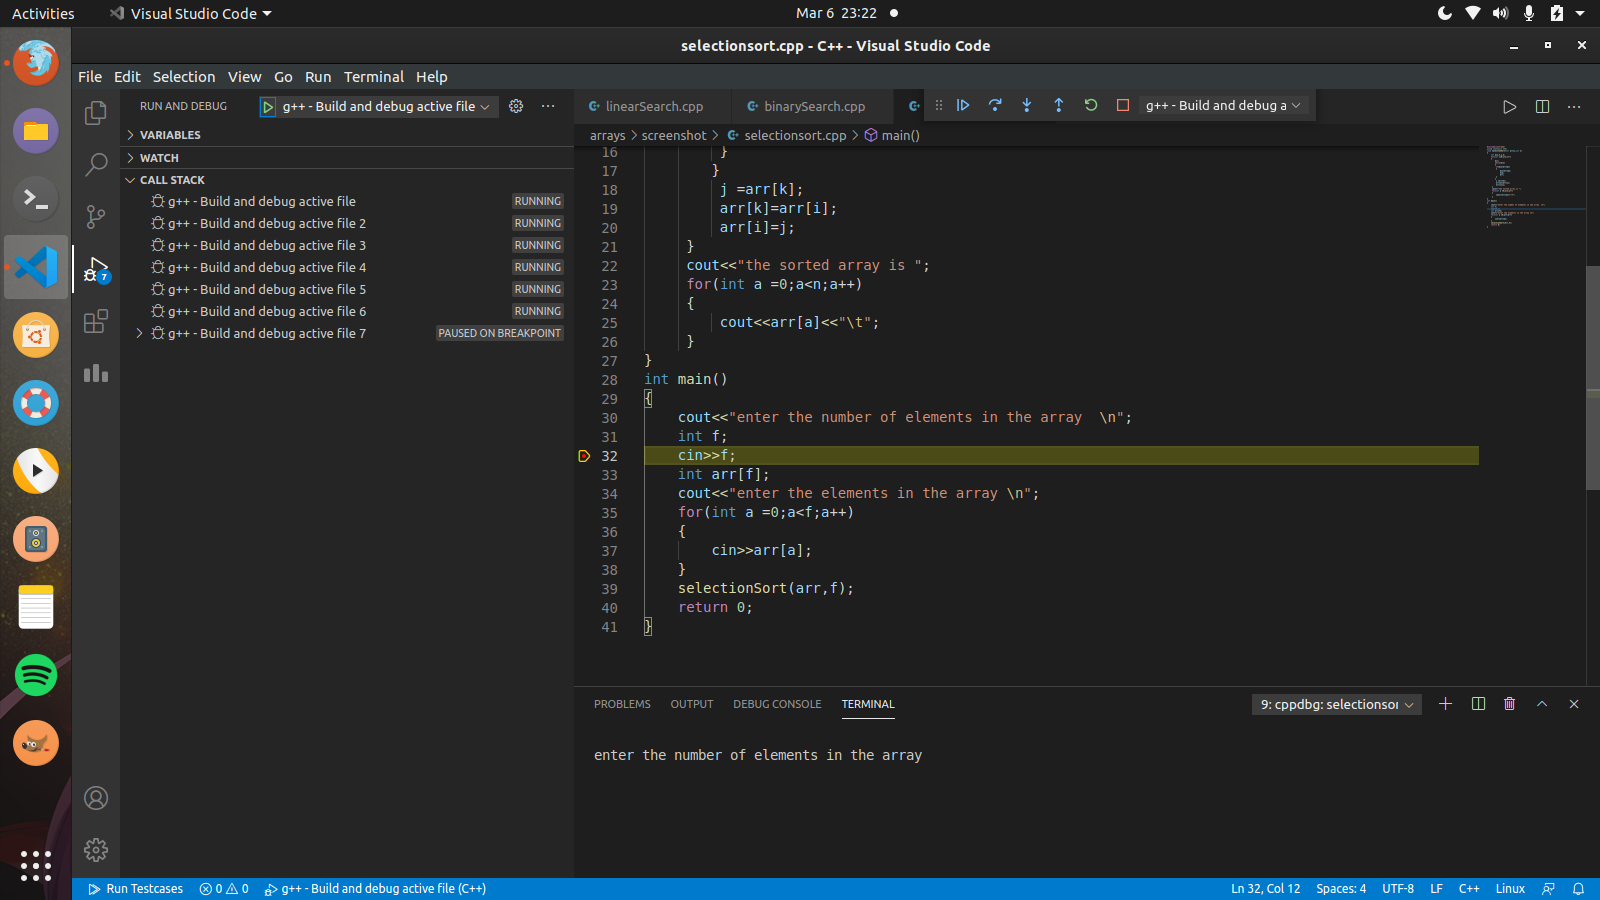 Activities Visual Studio Code Mar 6 23:22
selectionsort.cpp - C++ - Visual Studio Code
File Edit Selection View Go Run Terminal Help
RUN AND DEBUG g++ - Build and debug active file
VARIABLES
WATCH
CALL STACK
g++ - Build and debug active file RUNNING
g++ - Build and debug active file 2 RUNNING
g++ - Build and debug active file 3 RUNNING
g++ - Build and debug active file 4 RUNNING
g++ - Build and debug active file 5 RUNNING
g++ - Build and debug active file 6 RUNNING
g++ - Build and debug active file 7 PAUSED ON BREAKPOINT
7
linearSearch.cpp binarySearch.cpp g++ - Build and debug a
arrays > screenshot > selectionsort.cpp > main()
16 }
17 }
18 j =arr[k];
19 arr[k]=arr[i];
20 arr[i]=j;
21 }
22 cout<<"the sorted array is ";
23 for(int a =0;a<n;a++)
24 {
25 cout<<arr[a]<<"\t";
26 }
27 }
28 int main()
29 {
30 cout<<"enter the number of elements in the array  \n";
31 int f;
32 cin>>f;
33 int arr[f];
34 cout<<"enter the elements in the array \n";
35 for(int a =0;a<f;a++)
36 {
37 cin>>arr[a];
38 }
39 selectionSort(arr,f);
40 return 0;
41 }
PROBLEMS OUTPUT DEBUG CONSOLE TERMINAL 9: cppdbg: selectionsor
enter the number of elements in the array
Run Testcases 0 0 g++ - Build and debug active file (C++) Ln 32, Col 12 Spaces: 4 UTF-8 LF C++ Linux